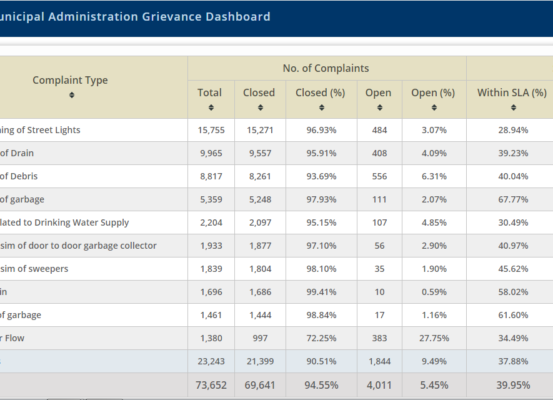 Municipal Administration Grievance Dashboard
No. of Complaints
Complaint Type Total Closed Closed (%) Open Open (%) Within SLA (%)
of Street Lights 15,755 15,271 96.93% 484 3.07% 28.94%
of Drain 9,965 9,557 95.91% 408 4.09% 39.23%
of Debris 8,817 8,261 93.69% 556 6.31% 40.04%
of garbage 5,359 5,248 97.93% 111 2.07% 67.77%
to Drinking Water Supply 2,204 2,097 95.15% 107 4.85% 30.49%
of door to door garbage collector 1,933 1,877 97.10% 56 2.90% 40.97%
of sweepers 1,839 1,804 98.10% 35 1.90% 45.62%
1,696 1,686 99.41% 10 0.59% 58.02%
of garbage 1,461 1,444 98.84% 17 1.16% 61.60%
Flow 1,380 997 72.25% 383 27.75% 34.49%
23,243 21,399 90.51% 1,844 9.49% 37.88%
73,652 69,641 94.55% 4,011 5.45% 39.95%